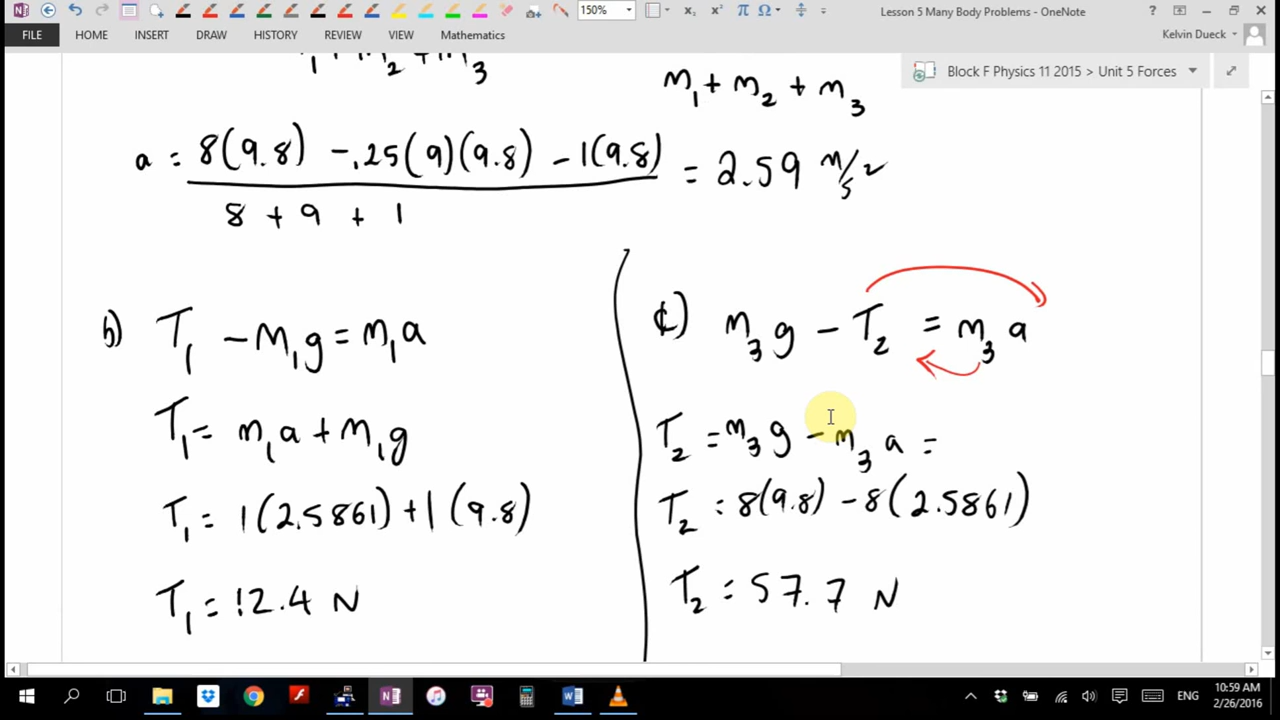 150%
Lesson 5 Many Body Problems - OneNote
?
FILE HOME INSERT DRAW HISTORY REVIEW VIEW Mathematics
Kelvin Dueck
Block F Physics 11 2015 > Unit 5 Forces
m₁ + m₂ + m₃
a = 8(9.8) - .25(9)(9.8) - 1(9.8) = 2.59 m/s²
8 + 9 + 1
b) T₁ - m₁g = m₁a
T₁ = m₁a + m₁g
T₁ = 1(2.5861) + 1(9.8)
T₁ = 12.4 N
c) m₃g - T₂ = m₃a
T₂ = m₃g - m₃a =
T₂ = 8(9.8) - 8(2.5861)
T₂ = 57.7 N
ENG
10:59 AM
2/26/2016